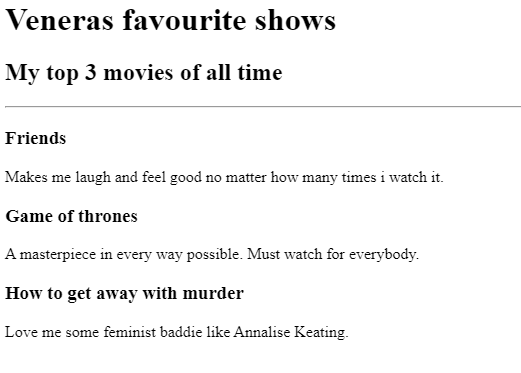 Veneras favourite shows
My top 3 movies of all time
Friends
Makes me laugh and feel good no matter how many times i watch it.
Game of thrones
A masterpiece in every way possible. Must watch for everybody.
How to get away with murder
Love me some feminist baddie like Annalise Keating.